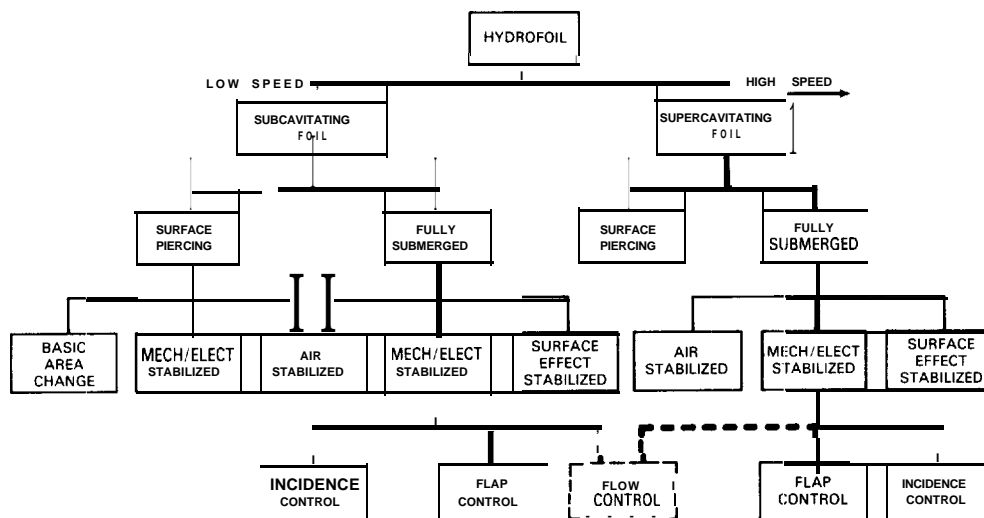 HYDROFOIL
LOW SPEED
HIGH SPEED
SUBCAVITATING
FOIL
SUPERCAVITATING
FOIL
SURFACE
PIERCING
FULLY
SUBMERGED
SURFACE
PIERCING
FULLY
SUBMERGED
BASIC
AREA
CHANGE
MECH/ELECT
STABILIZED
AIR
STABILIZED
MECH/ELECT
STABILIZED
SURFACE
EFFECT
STABILIZED
AIR
STABILIZED
MECH/ELECT
STABILIZED
SURFACE
EFFECT
STABILIZED
INCIDENCE
CONTROL
FLAP
CONTROL
FLOW
CONTROL
FLAP
CONTROL
INCIDENCE
CONTROL